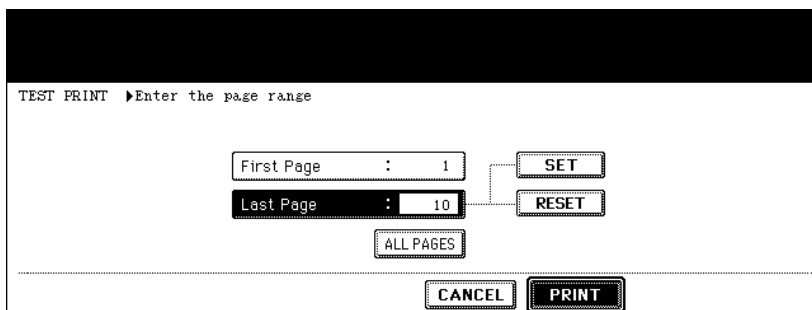 TEST PRINT ▶Enter the page range
First Page : 1 SET
Last Page : 10 RESET
ALL PAGES
CANCEL PRINT